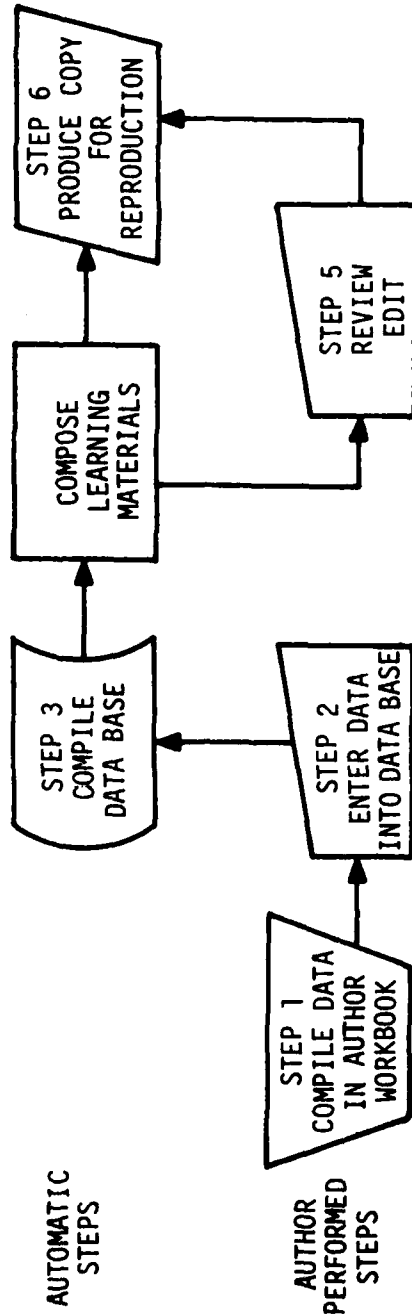 AUTOMATIC
STEPS
STEP 3
COMPILE
DATA BASE
COMPOSE
LEARNING
MATERIALS
STEP 6
PRODUCE COPY
FOR
REPRODUCTION
AUTHOR
PERFORMED
STEPS
STEP 1
COMPILE DATA
IN AUTHOR
WORKBOOK
STEP 2
ENTER DATA
INTO DATA BASE
STEP 5
REVIEW
EDIT